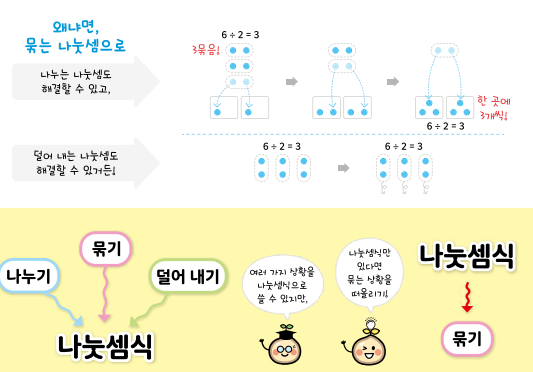 왜냐면,
묶는 나눗셈으로
나누는 나눗셈도
해결할 수 있고,
6 ÷ 2 = 3
3묶음!
한 곳에
3개씩!
6 ÷ 2 = 3
덜어 내는 나눗셈도
해결할 수 있거든!
6 ÷ 2 = 3
6 ÷ 2 = 3
나누기
묶기
덜어 내기
나눗셈식
여러 가지 상황을
나눗셈식으로
쓸 수 있지만,
나눗셈식만
있다면
묶는 상황을
떠올리기!
나눗셈식
묶기